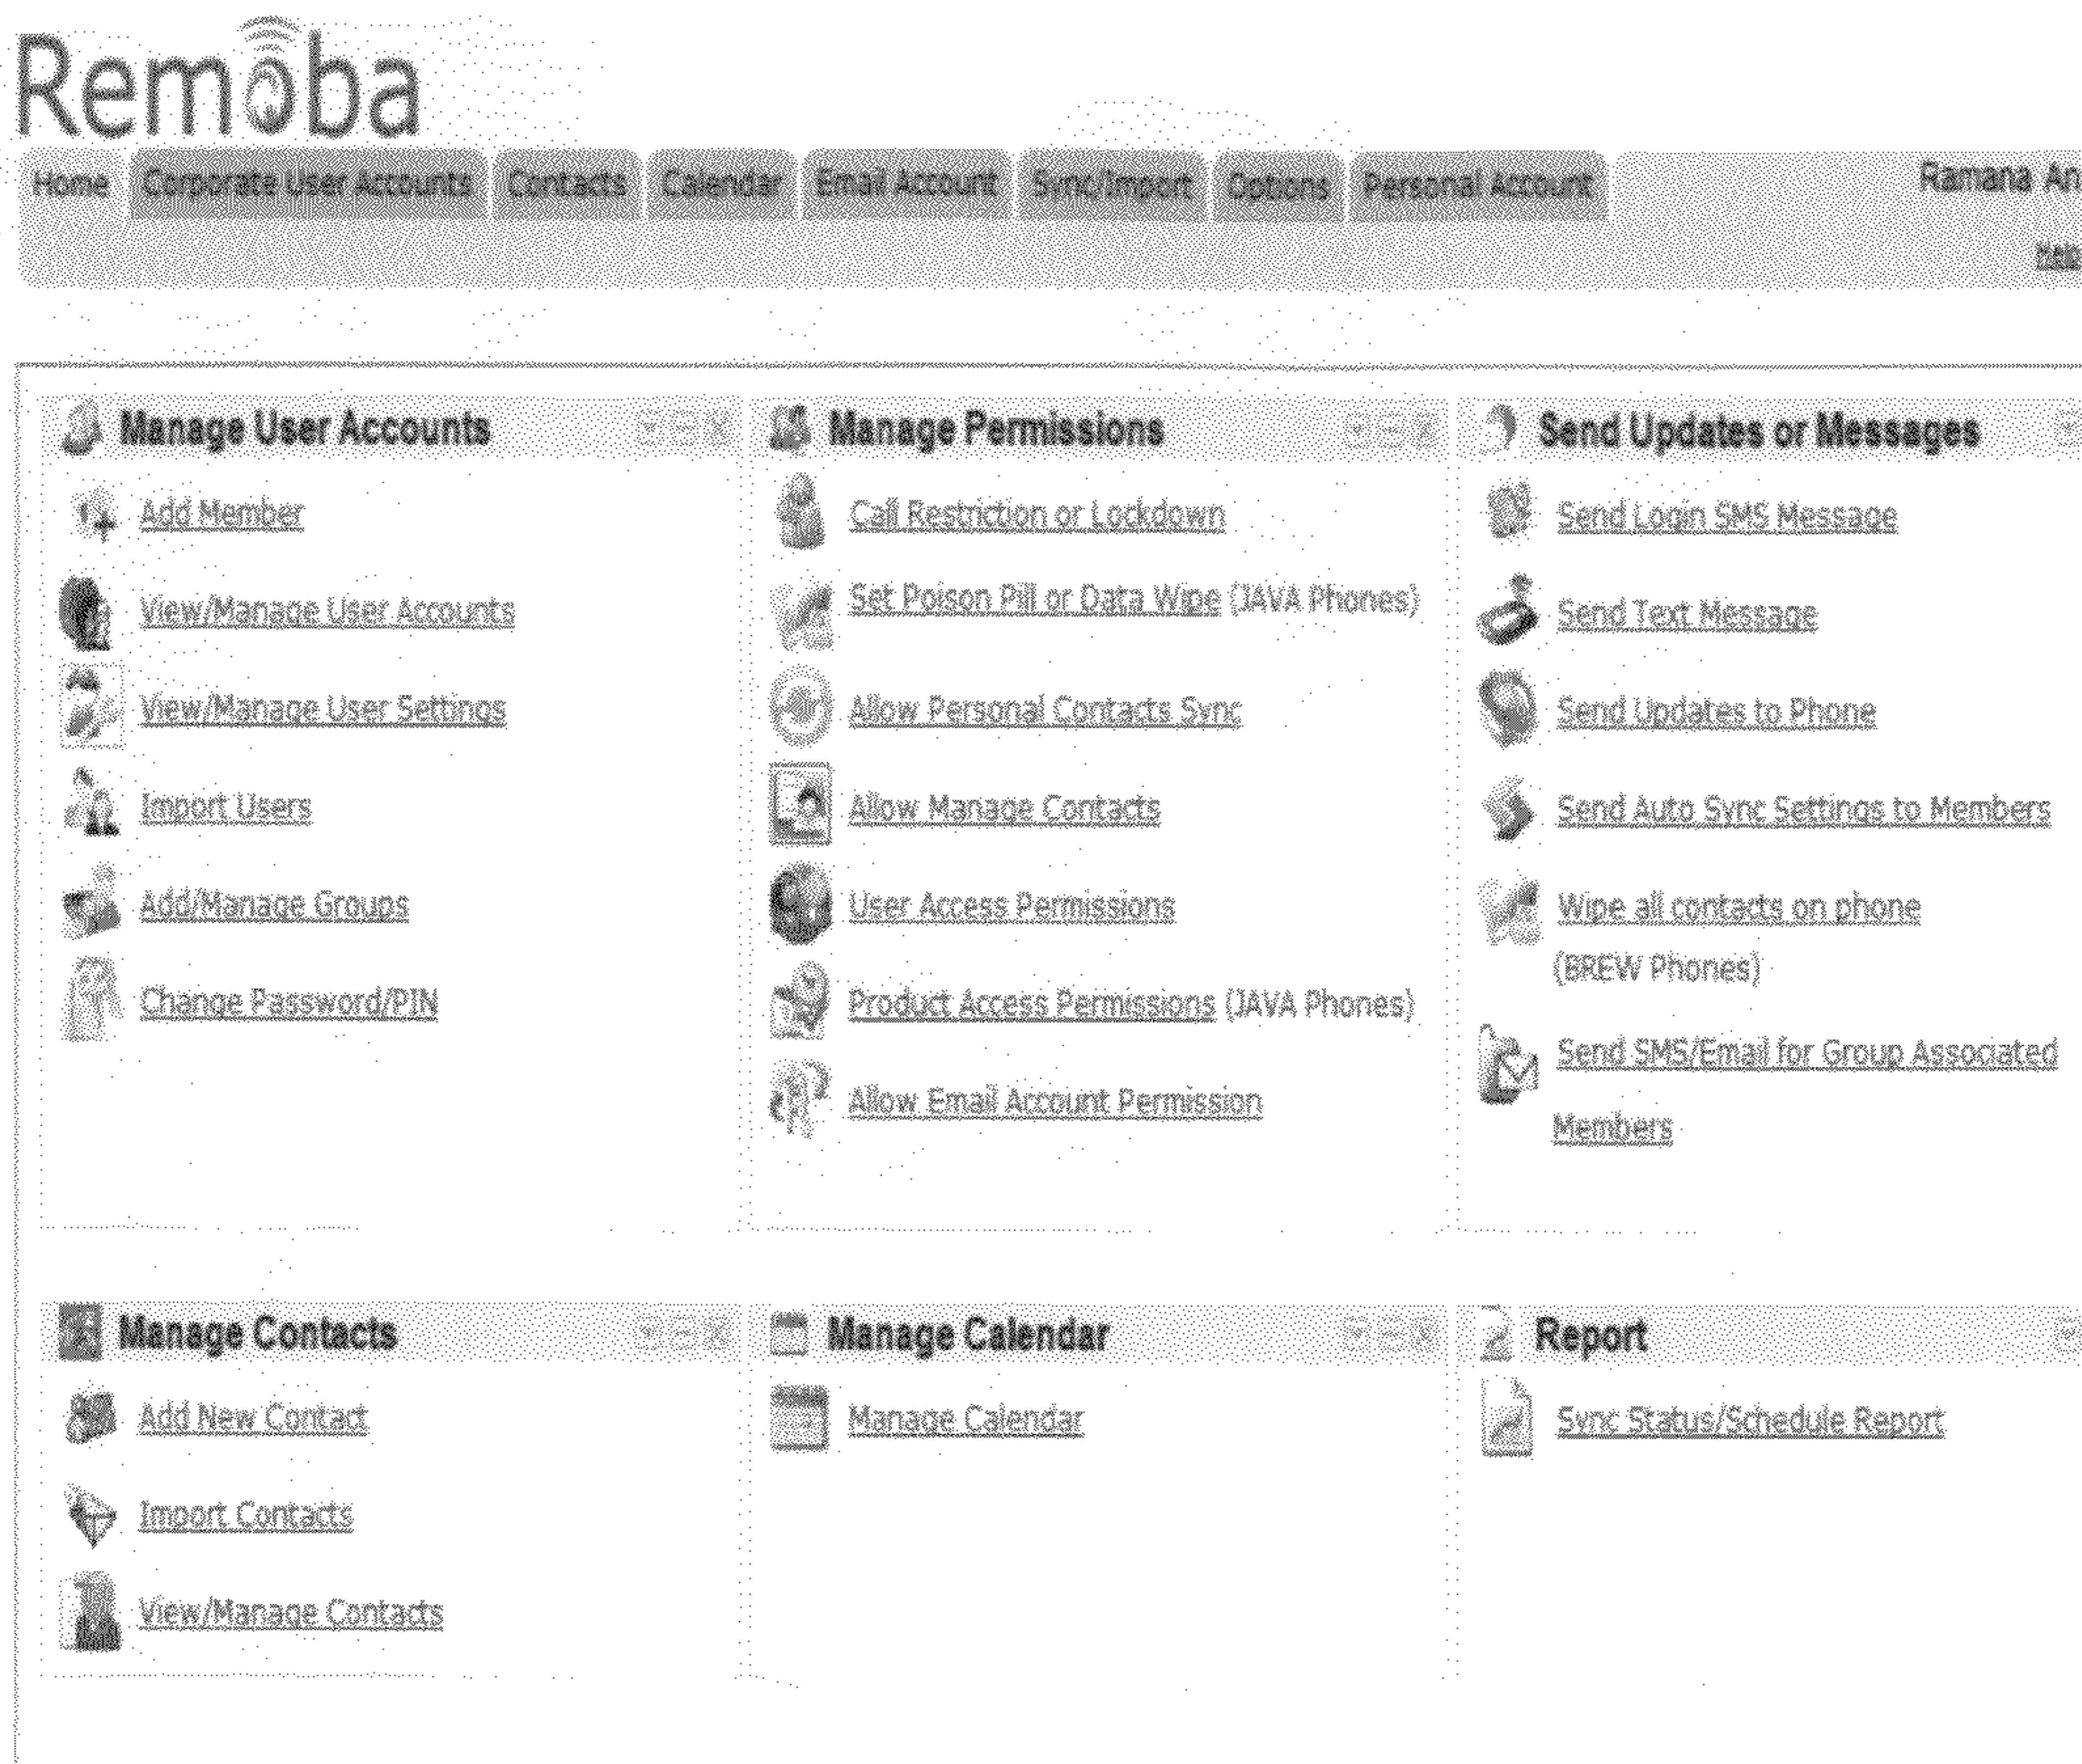 Remoba
Home Corporate User Accounts Contacts Calendar Email Account Sync/Import Options Personal Account Ramana An
Help
Manage User Accounts
Add Member
View/Manage User Accounts
View/Manage User Settings
Import Users
Add/Manage Groups
Change Password/PIN
Manage Permissions
Call Restriction or Lockdown
Set Poison Pill or Data Wipe (JAVA Phones)
Allow Personal Contacts Sync
Allow Manage Contacts
User Access Permissions
Product Access Permissions (JAVA Phones)
Allow Email Account Permission
Send Updates or Messages
Send Login SMS Message
Send Text Message
Send Updates to Phone
Send Auto Sync Settings to Members
Wipe all contacts on phone
(BREW Phones)
Send SMS/Email for Group Associated
Members
Manage Contacts
Add New Contact
Import Contacts
View/Manage Contacts
Manage Calendar
Manage Calendar
Report
Sync Status/Schedule Report